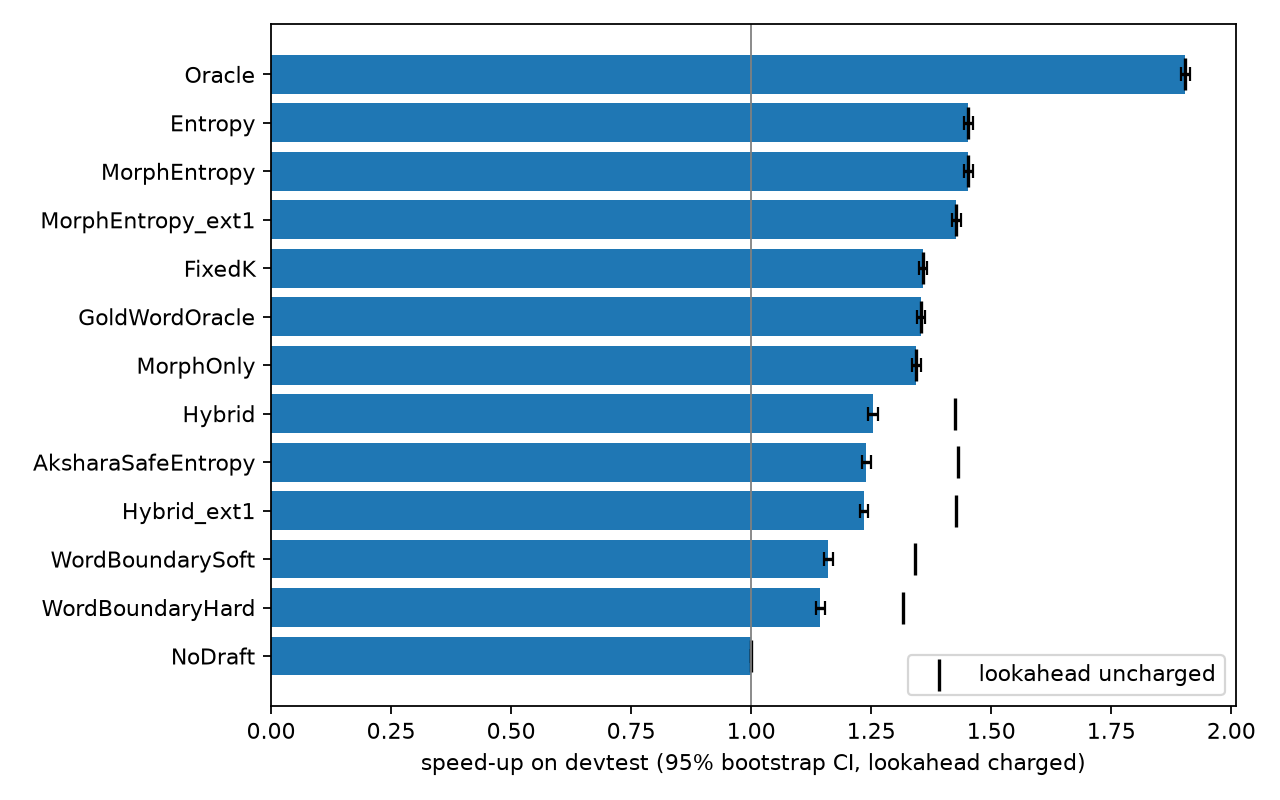 Oracle
Entropy
MorphEntropy
MorphEntropy_ext1
FixedK
GoldWordOracle
MorphOnly
Hybrid
AksharaSafeEntropy
Hybrid_ext1
WordBoundarySoft
WordBoundaryHard
NoDraft
lookahead uncharged
0.00 0.25 0.50 0.75 1.00 1.25 1.50 1.75 2.00
speed-up on devtest (95% bootstrap CI, lookahead charged)